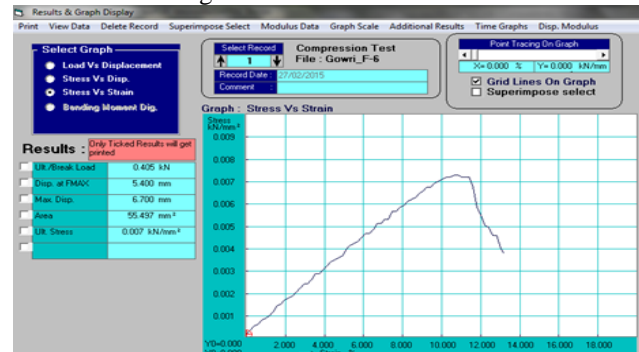 Results & Graph Display
Print View Data Delete Record Superimpose Select Modulus Data Graph Scale Additional Results Time Graphs Disp. Modulus
Select Graph
Load Vs Displacement
Stress Vs Disp.
Stress Vs Strain
Bending Moment Dig.
Select Record
1
Compression Test
File : Gowri_F-6
Record Date : 27/02/2015
Comment :
Point Tracing On Graph
X= 0.000 % Y= 0.000 kN/mm²
Grid Lines On Graph
Superimpose select
Results : Only Ticked Results will get printed
Ult./Break Load 0.405 kN
Disp. at FMAX 5.400 mm
Max. Disp. 6.700 mm
Area 55.497 mm²
Ult. Stress 0.007 kN/mm²
Graph : Stress Vs Strain
Stress
kN/mm²
0.009
0.008
0.007
0.006
0.005
0.004
0.003
0.002
0.001
Y0=0.000 2.000 4.000 6.000 8.000 10.000 12.000 14.000 16.000 18.000